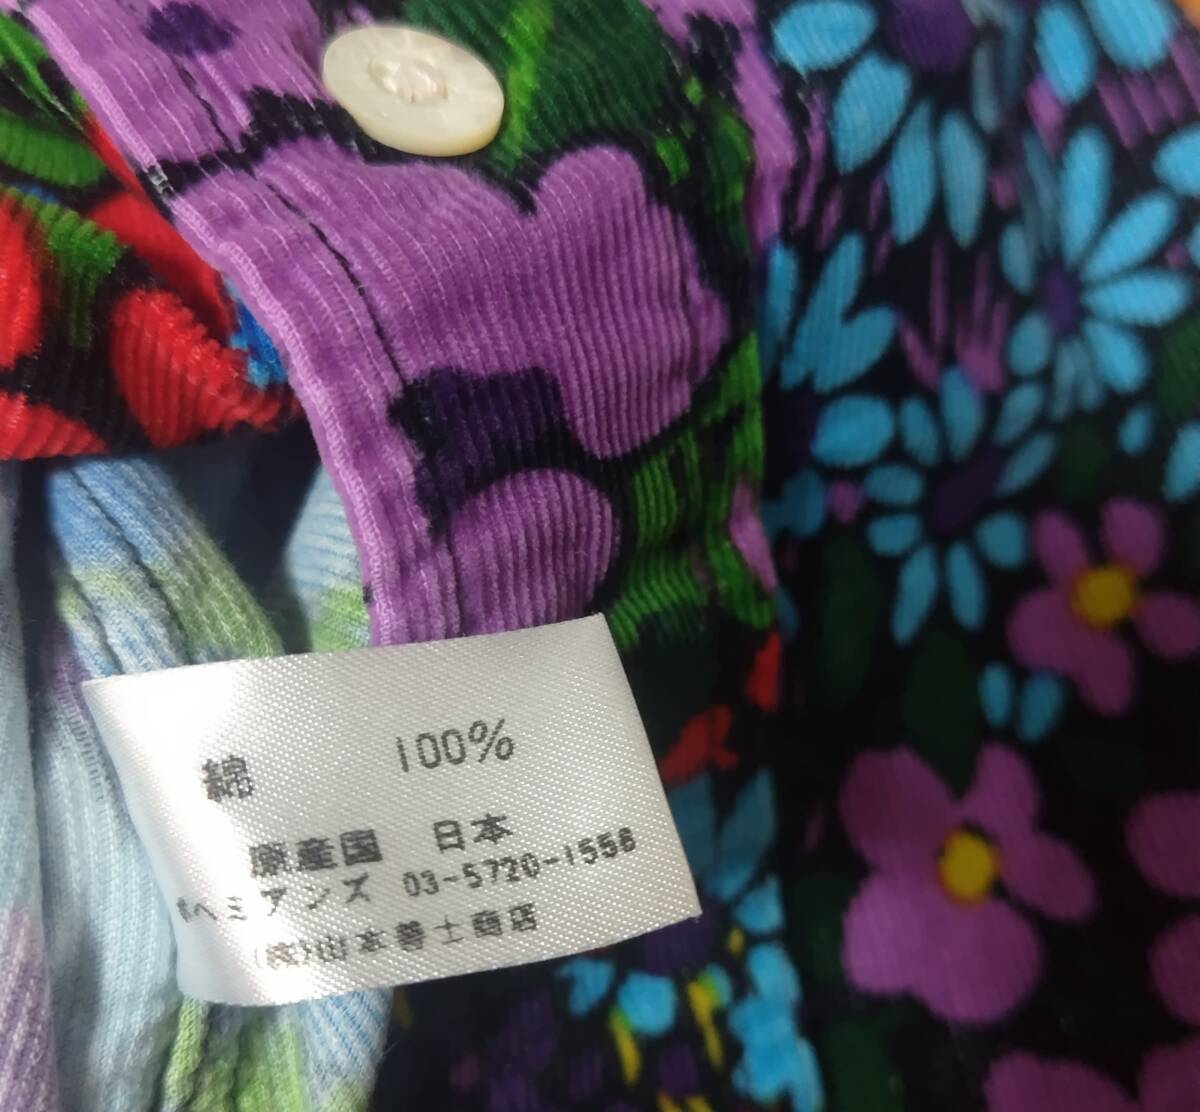 綿 100%
原産国 日本
ボヘミアンズ 03-5720-1556
(株)山本善士商店